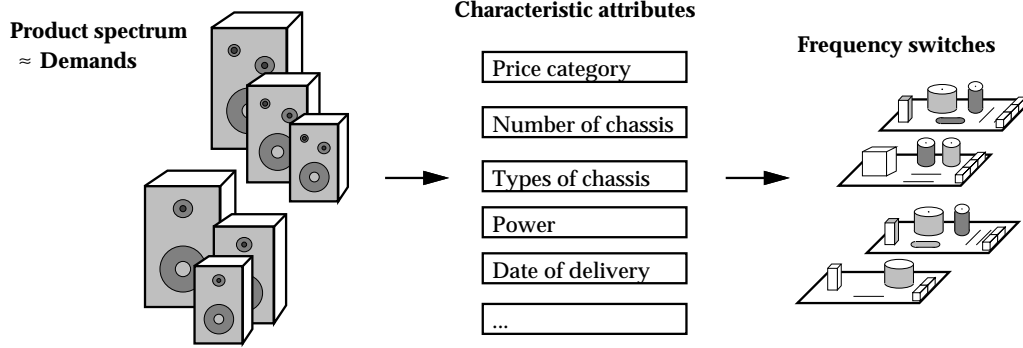 Product spectrum
≈ Demands
Characteristic attributes
Price category
Number of chassis
Types of chassis
Power
Date of delivery
...
Frequency switches